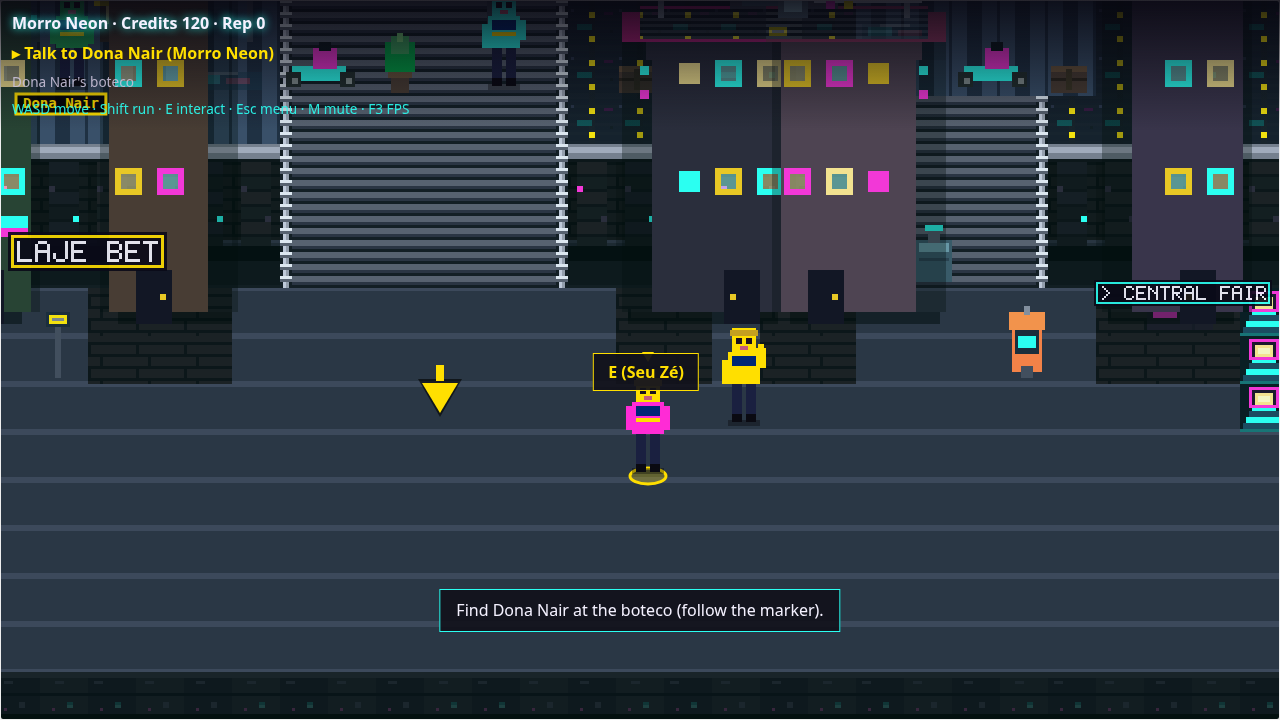 Morro Neon · Credits 120 · Rep 0
▸ Talk to Dona Nair (Morro Neon)
Dona Nair's boteco
Dona Nair
WASD move · Shift run · E interact · Esc menu · M mute · F3 FPS
LAJE BET
> CENTRAL FAIR
E (Seu Zé)
Find Dona Nair at the boteco (follow the marker).